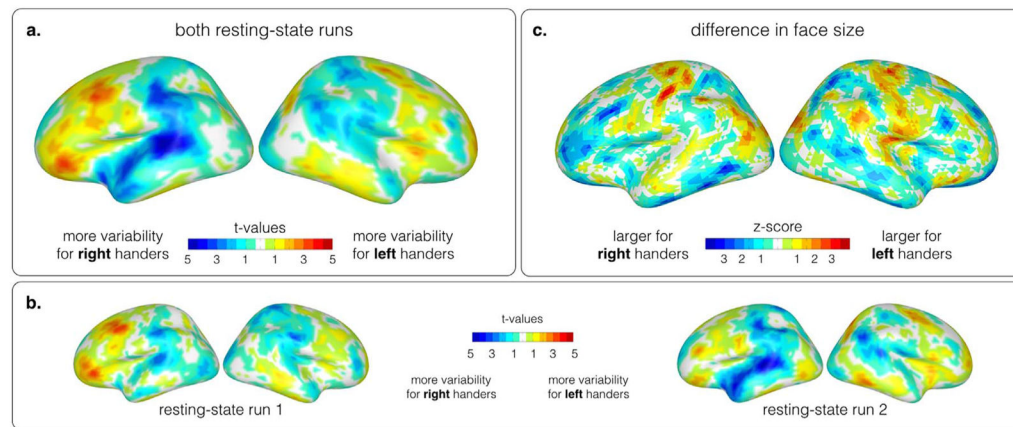 a.
both resting-state runs
more variability
for right handers
t-values
5 3 1 1 3 5
more variability
for left handers
c.
difference in face size
larger for
right handers
z-score
3 2 1 1 2 3
larger for
left handers
b.
resting-state run 1
t-values
5 3 1 1 3 5
more variability
for right handers
more variability
for left handers
resting-state run 2